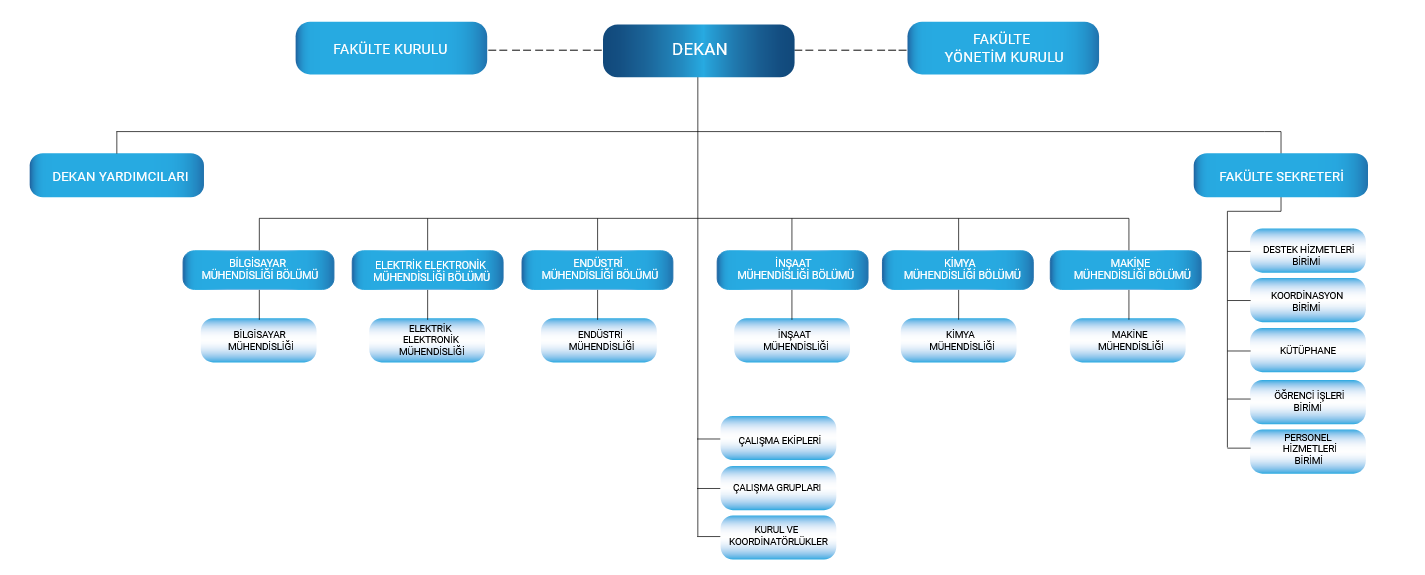 FAKÜLTE KURULU
DEKAN
FAKÜLTE
YÖNETİM KURULU
DEKAN YARDIMCILARI
FAKÜLTE SEKRETERİ
BİLGİSAYAR
MÜHENDİSLİĞİ BÖLÜMÜ
ELEKTRİK ELEKTRONİK
MÜHENDİSLİĞİ BÖLÜMÜ
ENDÜSTRİ
MÜHENDİSLİĞİ BÖLÜMÜ
İNŞAAT
MÜHENDİSLİĞİ BÖLÜMÜ
KİMYA
MÜHENDİSLİĞİ BÖLÜMÜ
MAKİNE
MÜHENDİSLİĞİ BÖLÜMÜ
BİLGİSAYAR
MÜHENDİSLİĞİ
ELEKTRİK
ELEKTRONİK
MÜHENDİSLİĞİ
ENDÜSTRİ
MÜHENDİSLİĞİ
İNŞAAT
MÜHENDİSLİĞİ
KİMYA
MÜHENDİSLİĞİ
MAKİNE
MÜHENDİSLİĞİ
DESTEK HİZMETLERİ
BİRİMİ
KOORDİNASYON
BİRİMİ
KÜTÜPHANE
ÖĞRENCİ İŞLERİ
BİRİMİ
PERSONEL
HİZMETLERİ
BİRİMİ
ÇALIŞMA EKİPLERİ
ÇALIŞMA GRUPLARI
KURUL VE
KOORDİNATÖRLÜKLER